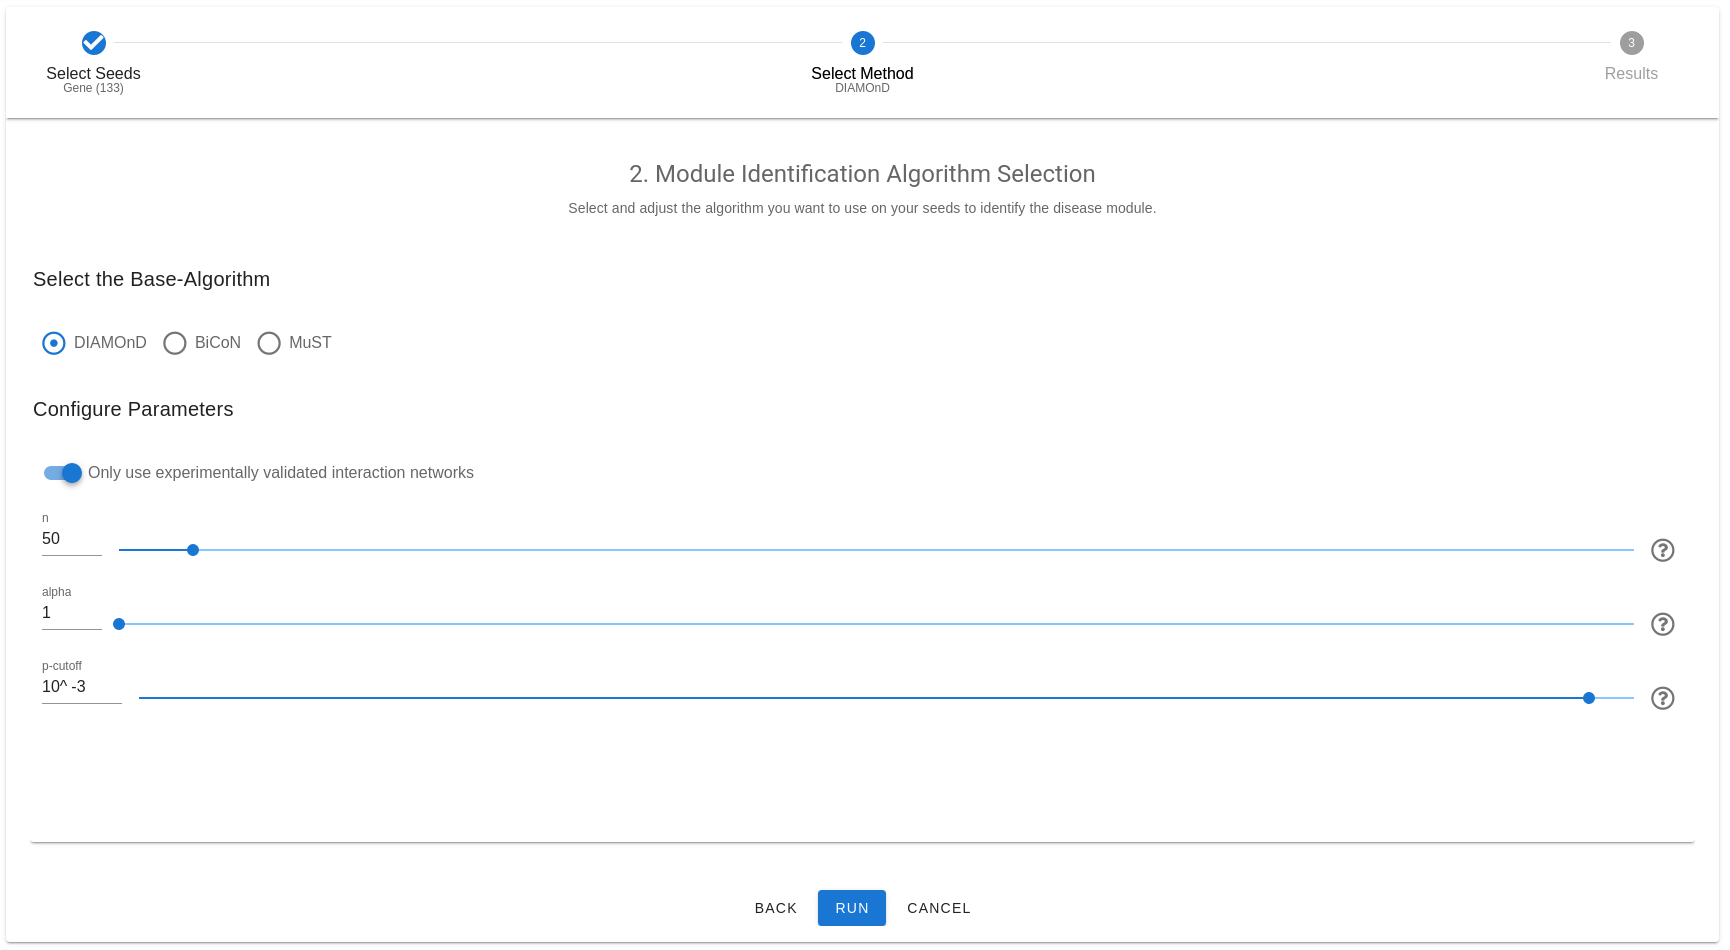 2
3
Select Seeds
Gene (133)
Select Method
DIAMOnD
Results
2. Module Identification Algorithm Selection
Select and adjust the algorithm you want to use on your seeds to identify the disease module.
Select the Base-Algorithm
DIAMOnD BiCoN MuST
Configure Parameters
Only use experimentally validated interaction networks
n
50
?
alpha
1
?
p-cutoff
10^ -3
?
BACK RUN CANCEL